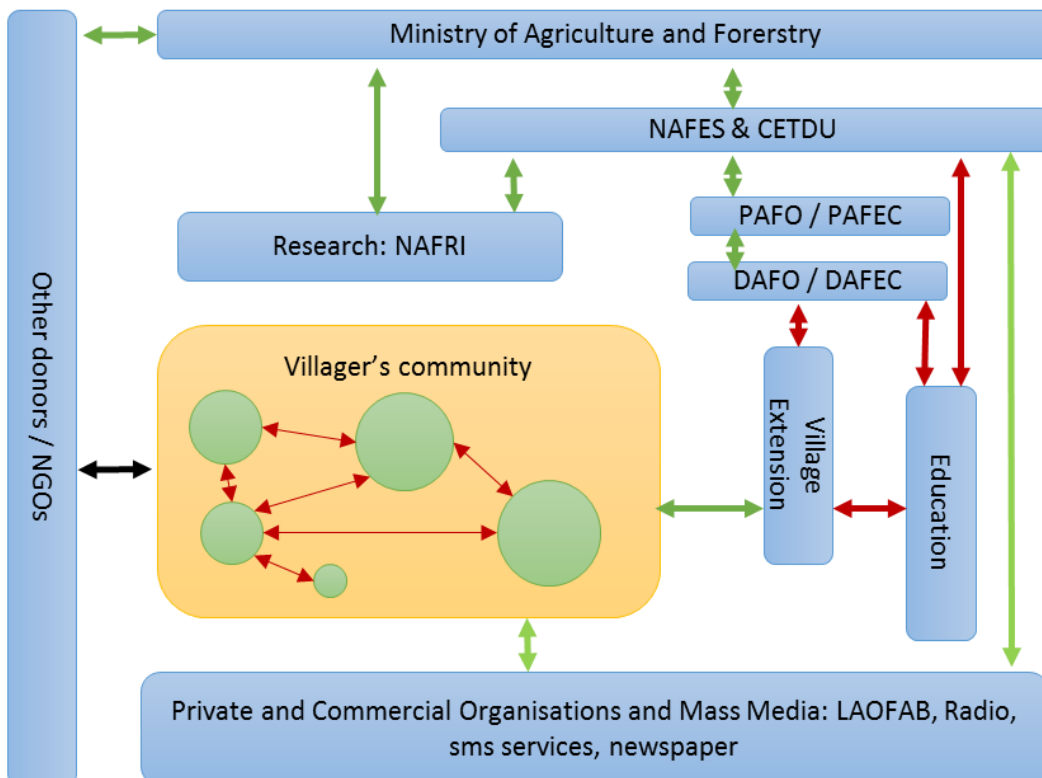 Ministry of Agriculture and Forerstry
NAFES & CETDU
PAFO / PAFEC
Research: NAFRI
DAFO / DAFEC
Other donors / NGOs
Villager's community
Village
Extension
Education
Private and Commercial Organisations and Mass Media: LAOFAB, Radio,
sms services, newspaper